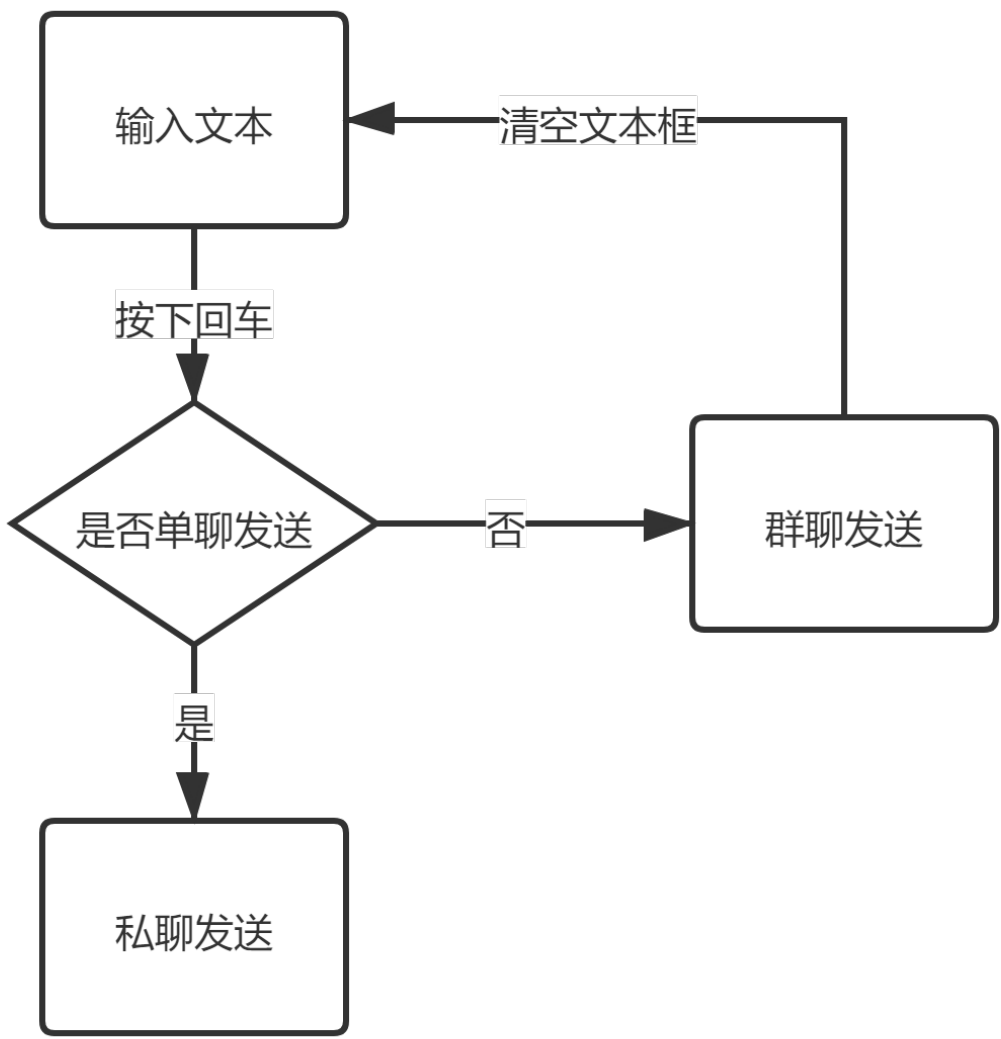 输入文本
清空文本框
按下回车
是否单聊发送
否
群聊发送
是
私聊发送